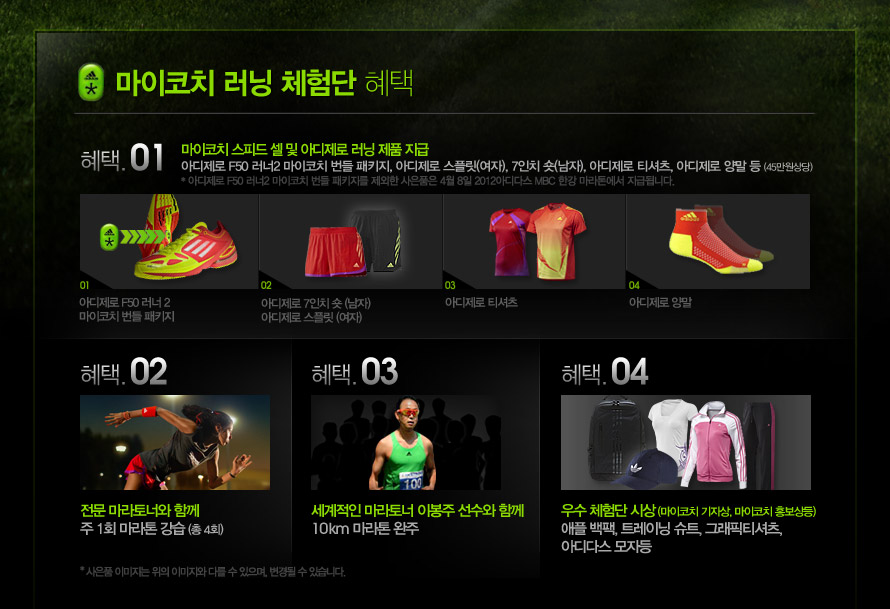 마이코치 러닝 체험단 혜택
혜택. 01
마이코치 스피드 셀 및 아디제로 러닝 제품 지급
아디제로 F50 러너2 마이코치 번들 패키지, 아디제로 스플릿(여자), 7인치 숏(남자), 아디제로 티셔츠, 아디제로 양말 등 (45만원상당)
* 아디제로 F50 러너2 마이코치 번들 패키지를 제외한 사은품은 4월 8일 2012아디다스 MBC 한강 마라톤에서 지급됩니다.
01
02
03
04
아디제로 F50 러너 2
마이코치 번들 패키지
아디제로 7인치 숏 (남자)
아디제로 스플릿 (여자)
아디제로 티셔츠
아디제로 양말
혜택. 02
전문 마라토너와 함께
주 1회 마라톤 강습 (총 4회)
혜택. 03
100
세계적인 마라토너 이봉주 선수와 함께
10km 마라톤 완주
혜택. 04
우수 체험단 시상 (마이코치 기자상, 마이코치 홍보상등)
애플 백팩, 트레이닝 슈트, 그래픽티셔츠,
아디다스 모자등
* 사은품 이미지는 위의 이미지와 다를 수 있으며, 변경될 수 있습니다.